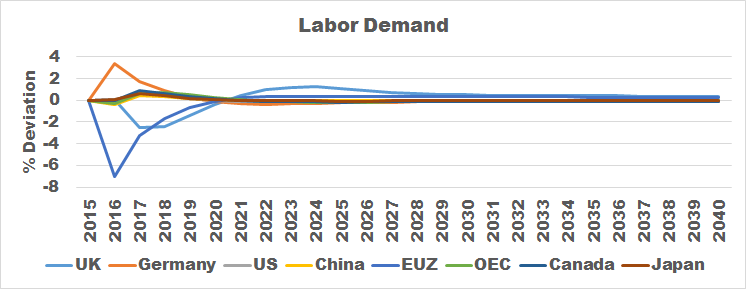 Labor Demand
% Deviation
4
2
0
-2
-4
-6
-8
2015 2016 2017 2018 2019 2020 2021 2022 2023 2024 2025 2026 2027 2028 2029 2030 2031 2032 2033 2034 2035 2036 2037 2038 2039 2040
UK Germany US China EUZ OEC Canada Japan